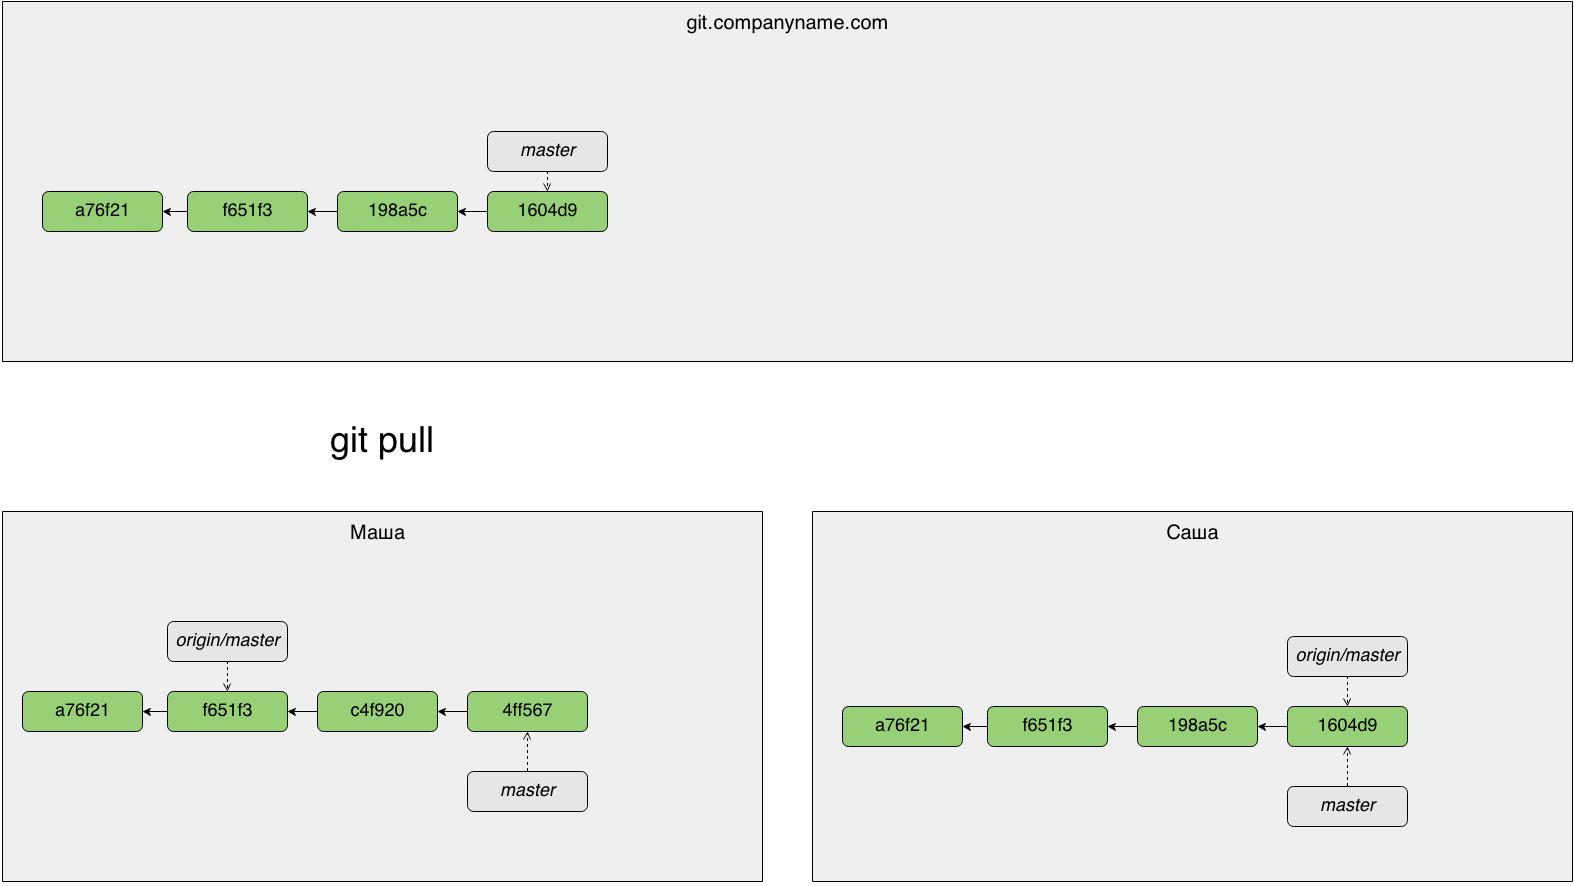 git.companyname.com
master
a76f21 f651f3 198a5c 1604d9
git pull
Маша
origin/master
a76f21 f651f3 c4f920 4ff567
master
Саша
origin/master
a76f21 f651f3 198a5c 1604d9
master